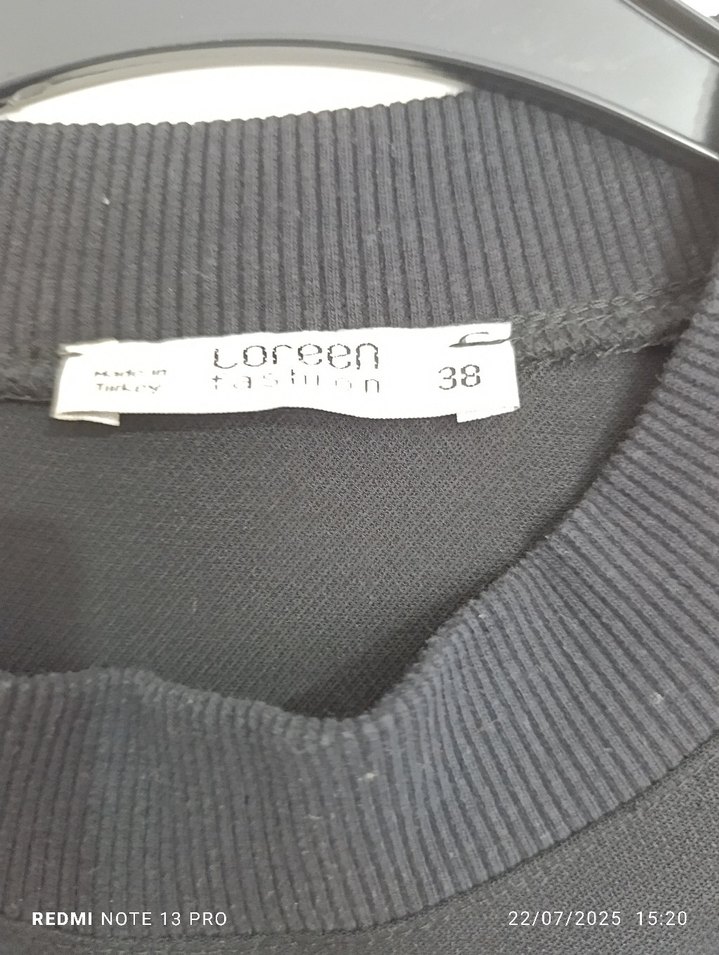 Made in
Turkey
Loreen
fashion
38
REDMI NOTE 13 PRO
22/07/2025 15:20